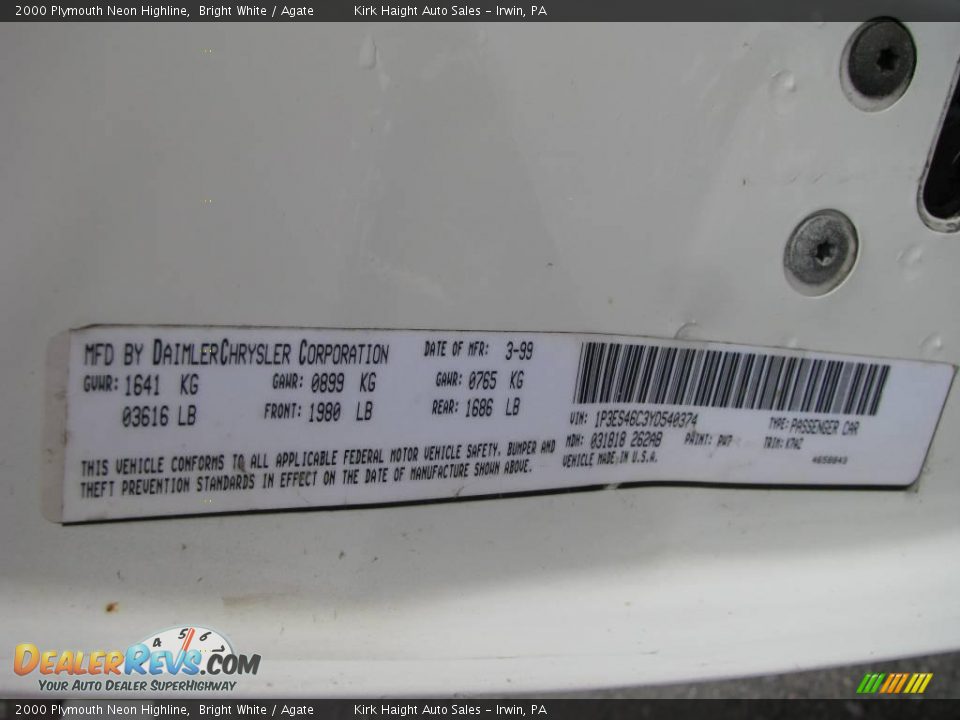 2000 Plymouth Neon Highline, Bright White / Agate Kirk Haight Auto Sales - Irwin, PA
MFD BY DAIMLERCHRYSLER CORPORATION DATE OF MFR: 3-99
GVWR: 1641 KG GAWR: 0899 KG GAWR: 0765 KG
03616 LB FRONT: 1980 LB REAR: 1686 LB
THIS VEHICLE CONFORMS TO ALL APPLICABLE FEDERAL MOTOR VEHICLE SAFETY, BUMPER AND
THEFT PREVENTION STANDARDS IN EFFECT ON THE DATE OF MANUFACTURE SHOWN ABOVE.
VIN: 1P3ES46C3YD540374 TYPE: PASSENGER CAR
MDH: 031818 262AB PAINT: PW7 TRIM: K7AZ
VEHICLE MADE IN U.S.A. 4658843
4 5 6
DEALERREVS.COM
YOUR AUTO DEALER SUPERHIGHWAY
2000 Plymouth Neon Highline, Bright White / Agate Kirk Haight Auto Sales - Irwin, PA